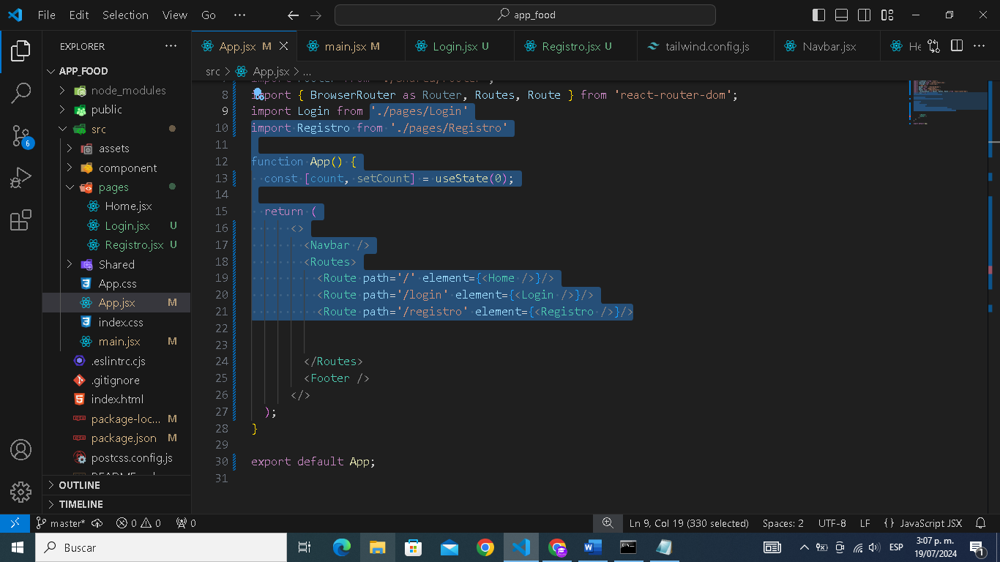 File Edit Selection View Go ··· app_food
EXPLORER ···
App.jsx M
main.jsx M
Login.jsx U
Registro.jsx U
tailwind.config.js
Navbar.jsx
He
···
APP_FOOD
node_modules
public
src
assets
component
pages
Home.jsx
Login.jsx U
Registro.jsx U
Shared
App.css
App.jsx M
index.css
main.jsx M
.eslintrc.cjs
.gitignore
index.html
package-loc... M
package.json M
postcss.config.js
OUTLINE
TIMELINE
6
src > App.jsx > ...
8 import { BrowserRouter as Router, Routes, Route } from 'react-router-dom';
9 import Login from './pages/Login'
10 import Registro from './pages/Registro'
11
12 function App() {
13 const [count, setCount] = useState(0);
14
15 return (
16 <>
17 <Navbar />
18 <Routes>
19 <Route path='/' element={<Home />}/>
20 <Route path='/login' element={<Login />}/>
21 <Route path='/registro' element={<Registro />}/>
22
23
24 </Routes>
25 <Footer />
26 </>
27 );
28 }
29
30 export default App;
31
master* 0 0 0 Ln 9, Col 19 (330 selected) Spaces: 2 UTF-8 LF {} JavaScript JSX
Buscar
ESP
3:07 p. m.
19/07/2024
1